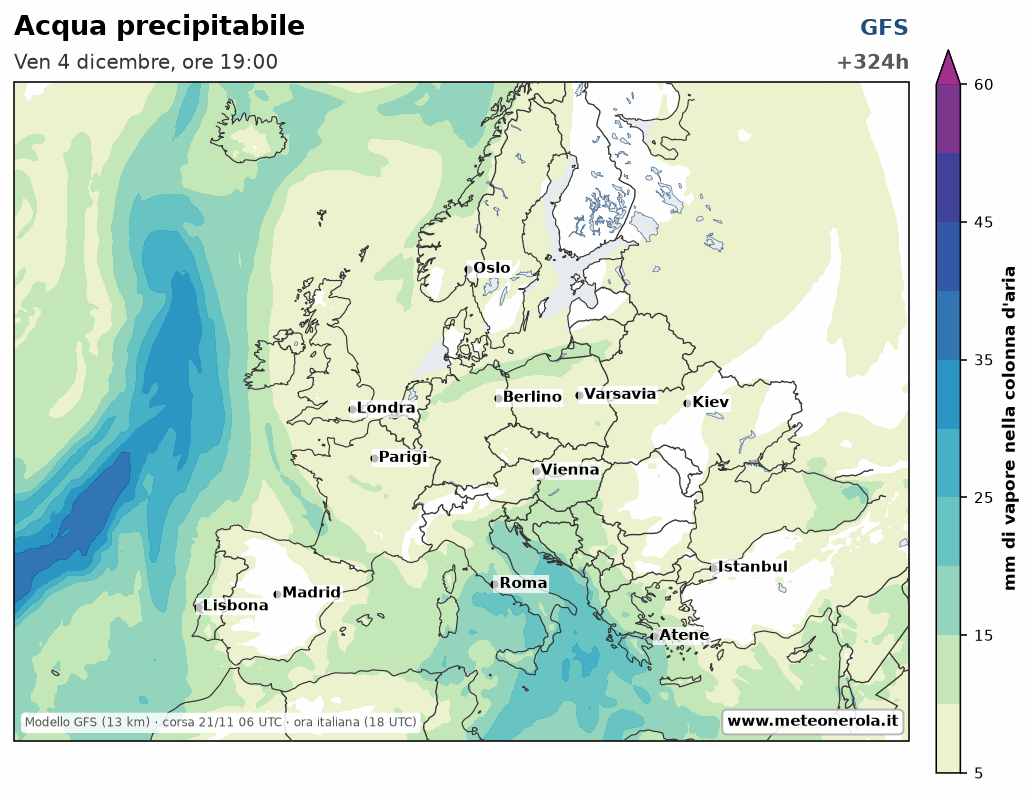 Acqua precipitabile
GFS
Ven 4 dicembre, ore 19:00
+324h
60
45
35
25
15
5
mm di vapore nella colonna d'aria
Oslo
Londra
Berlino
Varsavia
Kiev
Parigi
Vienna
Madrid
Lisbona
Roma
Istanbul
Atene
Modello GFS (13 km) · corsa 21/11 06 UTC · ora italiana (18 UTC)
www.meteonerola.it